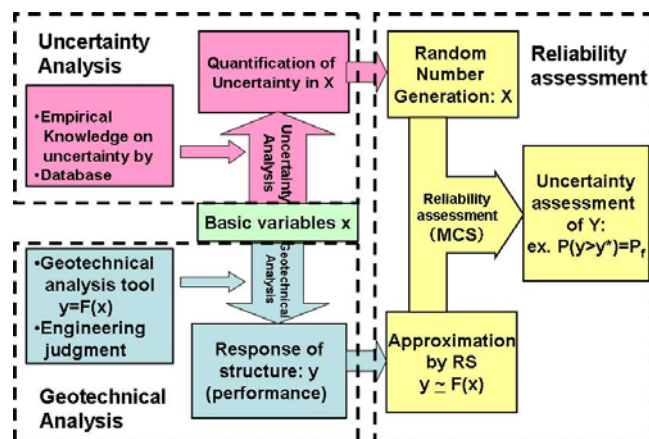 Uncertainty
Analysis
Quantification of
Uncertainty in X
•Empirical
Knowledge on
uncertainty by
•Database
Uncertainty
Analysis
Basic variables x
•Geotechnical
analysis tool
y=F(x)
•Engineering
judgment
Geotechnical
Analysis
Response of
structure: y
(performance)
Geotechnical
Analysis
Random
Number
Generation: X
Reliability
assessment
Reliability
assessment
(MCS)
Uncertainty
assessment
of Y:
ex. P(y>y*)=Pf
Approximation
by RS
y ≃ F(x)